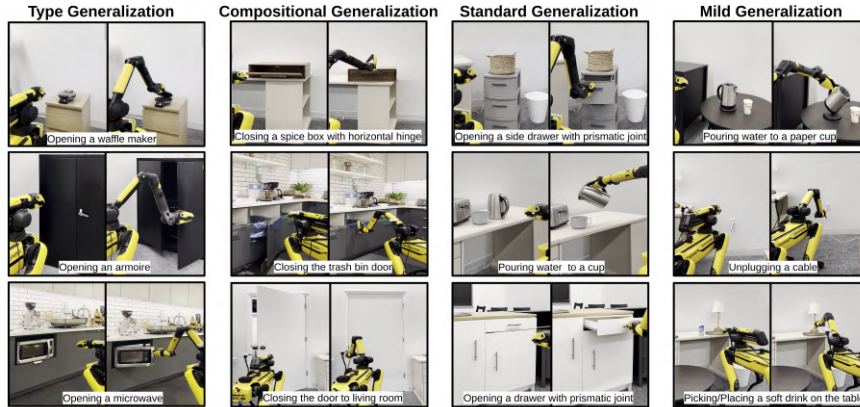 Type Generalization
Compositional Generalization
Standard Generalization
Mild Generalization
Opening a waffle maker
Closing a spice box with horizontal hinge
Opening a side drawer with prismatic joint
Pouring water to a paper cup
Opening an armoire
Closing the trash bin door
Pouring water to a cup
Unplugging a cable
Opening a microwave
Closing the door to living room
Opening a drawer with prismatic joint
Picking/Placing a soft drink on the table